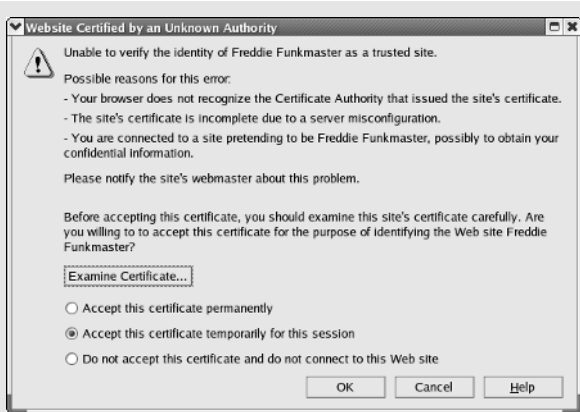 Website Certified by an Unknown Authority
Unable to verify the identity of Freddie Funkmaster as a trusted site.
Possible reasons for this error:
- Your browser does not recognize the Certificate Authority that issued the site's certificate.
- The site's certificate is incomplete due to a server misconfiguration.
- You are connected to a site pretending to be Freddie Funkmaster, possibly to obtain your
confidential information.
Please notify the site's webmaster about this problem.
Before accepting this certificate, you should examine this site's certificate carefully. Are
you willing to to accept this certificate for the purpose of identifying the Web site Freddie
Funkmaster?
Examine Certificate...
Accept this certificate permanently
Accept this certificate temporarily for this session
Do not accept this certificate and do not connect to this Web site
OK Cancel Help